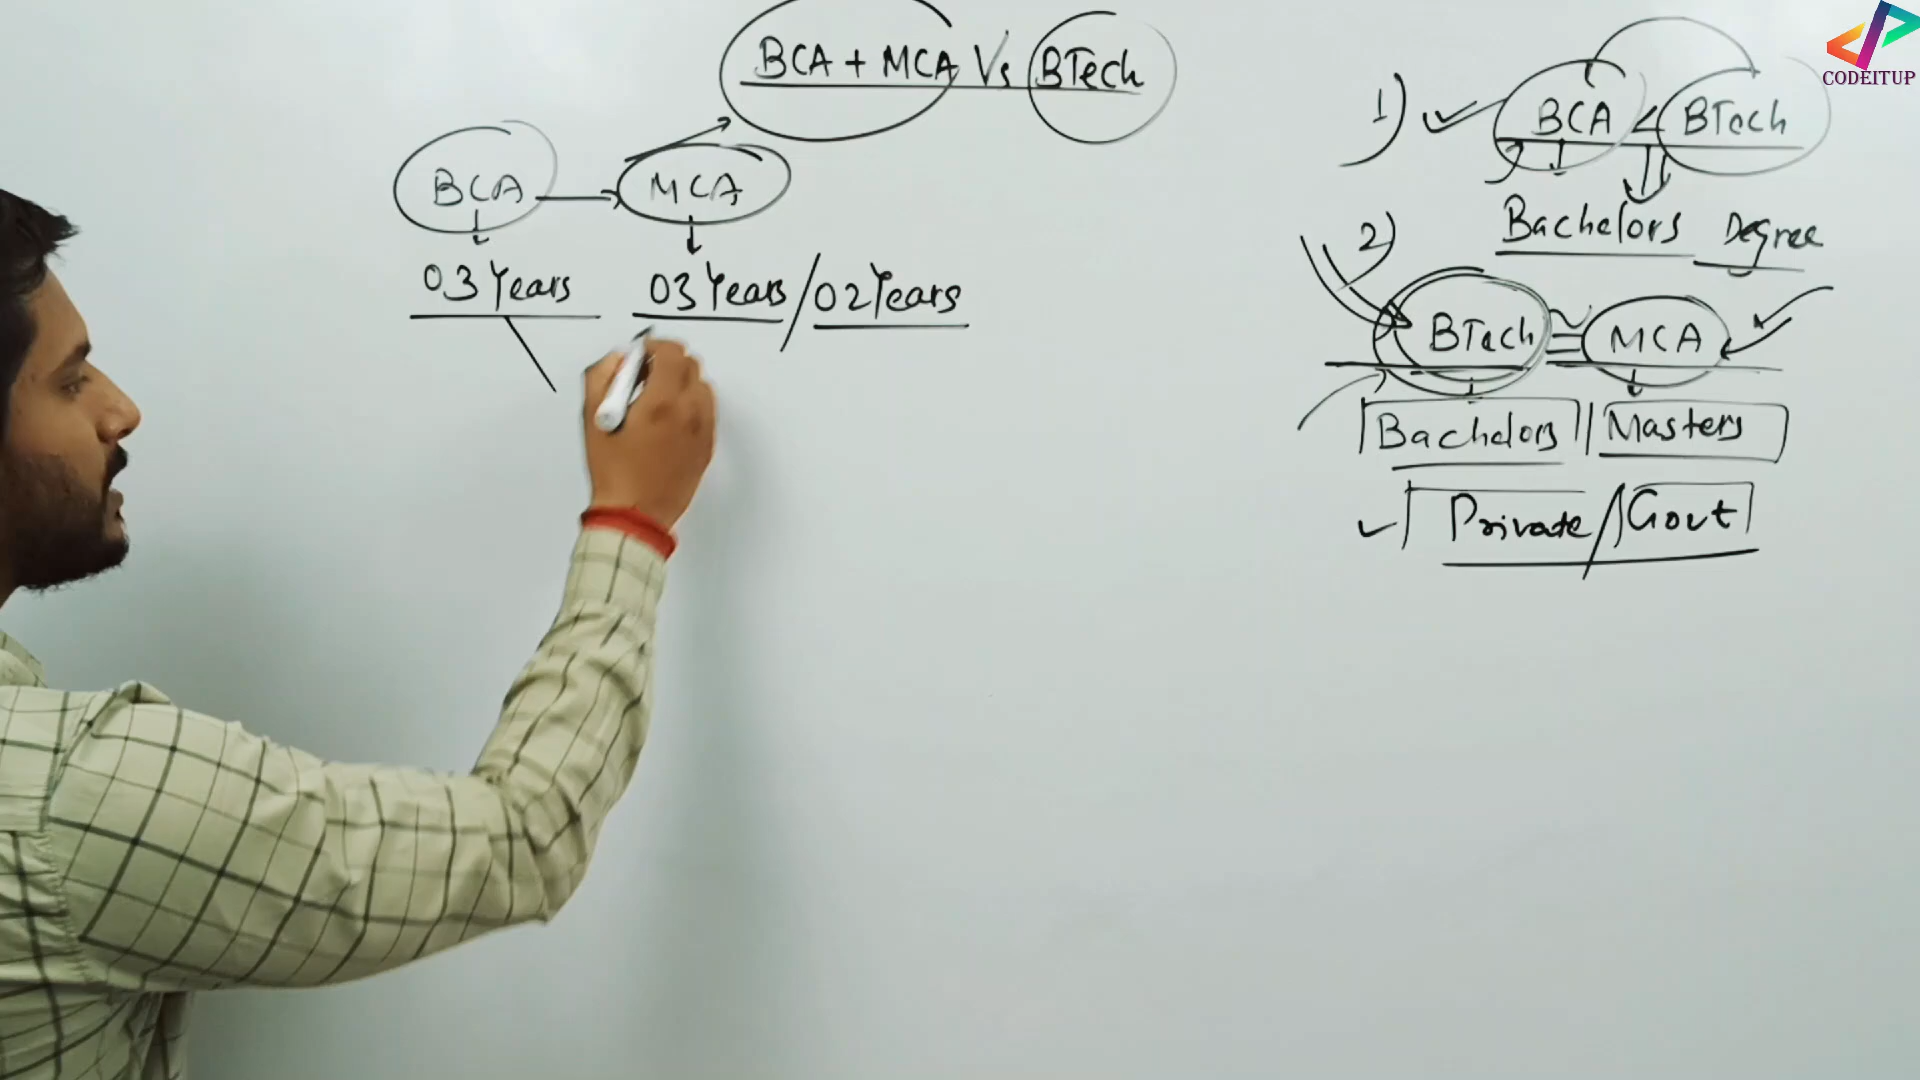 BCA + MCA Vs BTech
BCA → MCA
03 Years 03 Years / 02 Years
1) BCA < BTech
Bachelors Degree
2) BTech = MCA
Bachelors Masters
Private / Govt
CODEITUP